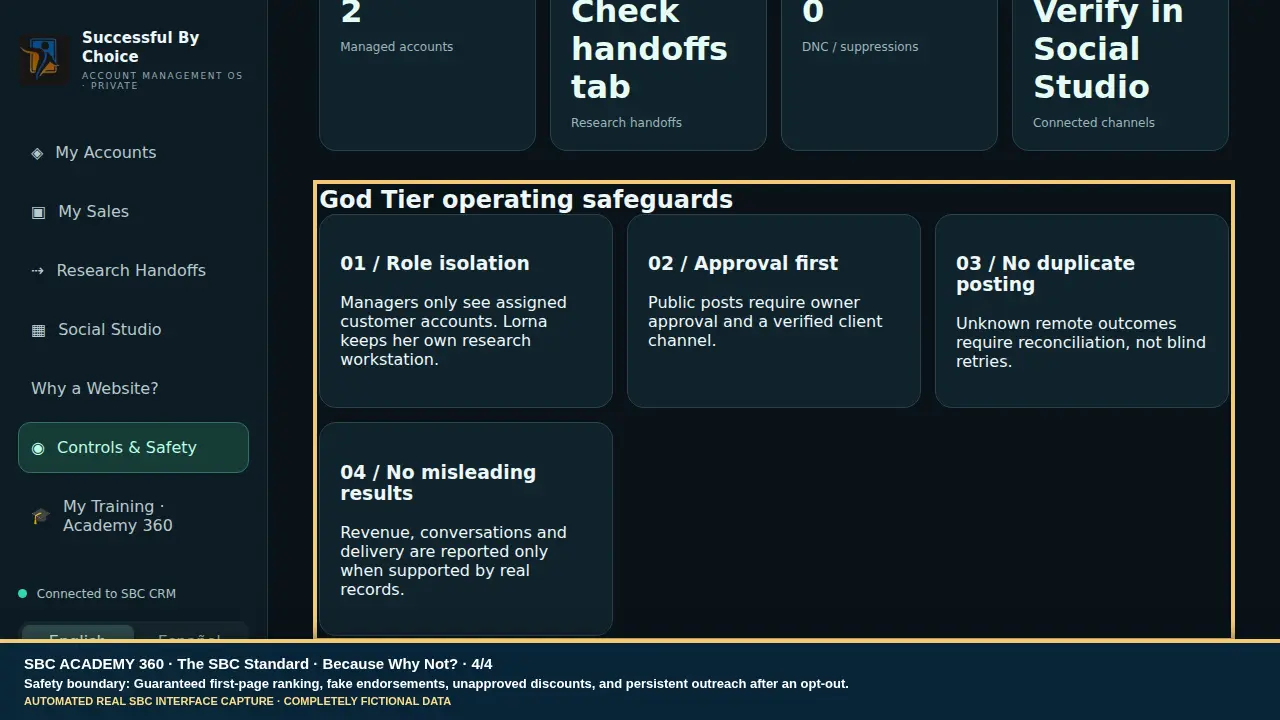 Successful By
Choice
ACCOUNT MANAGEMENT OS
· PRIVATE
◈ My Accounts
▣ My Sales
⇢ Research Handoffs
▦ Social Studio
Why a Website?
◉ Controls & Safety
🎓 My Training ·
Academy 360
Connected to SBC CRM
English Español
2
Managed accounts
Check
handoffs
tab
Research handoffs
0
DNC / suppressions
Verify in
Social
Studio
Connected channels
God Tier operating safeguards
01 / Role isolation
Managers only see assigned
customer accounts. Lorna
keeps her own research
workstation.
02 / Approval first
Public posts require owner
approval and a verified client
channel.
03 / No duplicate
posting
Unknown remote outcomes
require reconciliation, not blind
retries.
04 / No misleading
results
Revenue, conversations and
delivery are reported only
when supported by real
records.
SBC ACADEMY 360 · The SBC Standard · Because Why Not? · 4/4
Safety boundary: Guaranteed first-page ranking, fake endorsements, unapproved discounts, and persistent outreach after an opt-out.
AUTOMATED REAL SBC INTERFACE CAPTURE · COMPLETELY FICTIONAL DATA